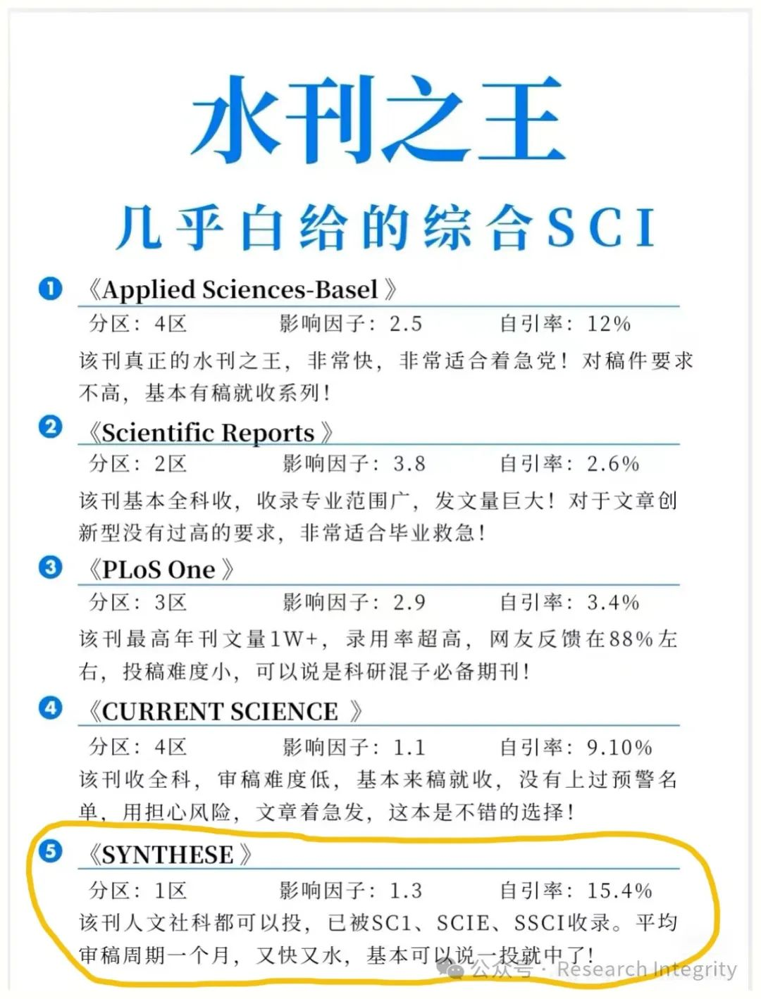 水刊之王
几乎白给的综合SCI
1 《Applied Sciences-Basel》
分区：4区 影响因子：2.5 自引率：12%
该刊真正的水刊之王，非常快，非常适合着急党！对稿件要求
不高，基本有稿就收系列！
2 《Scientific Reports》
分区：2区 影响因子：3.8 自引率：2.6%
该刊基本全科收，收录专业范围广，发文量巨大！对于文章创
新型没有过高的要求，非常适合毕业救急！
3 《PLoS One》
分区：3区 影响因子：2.9 自引率：3.4%
该刊最高年刊文量1W+，录用率超高，网友反馈在88%左
右，投稿难度小，可以说是科研混子必备期刊！
4 《CURRENT SCIENCE》
分区：4区 影响因子：1.1 自引率：9.10%
该刊收全科，审稿难度低，基本来稿就收，没有上过预警名
单，用担心风险，文章着急发，这本是不错的选择！
5 《SYNTHESE》
分区：1区 影响因子：1.3 自引率：15.4%
该刊人文社科都可以投，已被SC1、SCIE、SSCI收录。平均
审稿周期一个月，又快又水，基本可以说一投就中了！
公众号 · Research Integrity